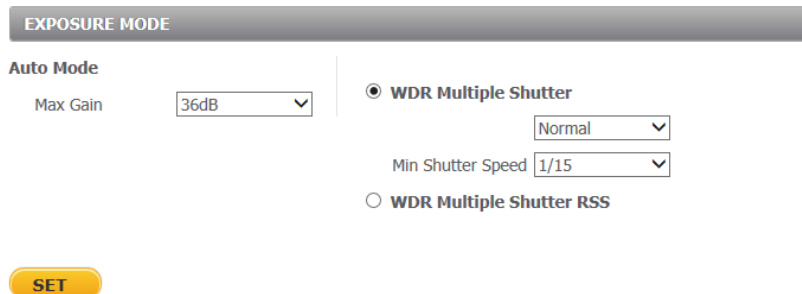 EXPOSURE MODE
Auto Mode
Max Gain 36dB
WDR Multiple Shutter
Normal
Min Shutter Speed 1/15
WDR Multiple Shutter RSS
SET